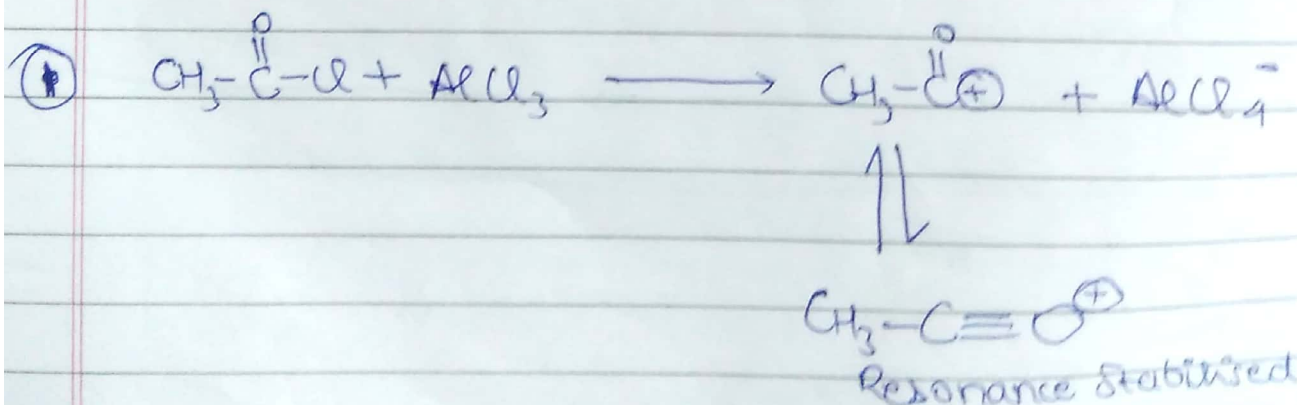 ① CH₃-C(=O)-Cl + AlCl₃ ⟶ CH₃-C(=O)⊕ + AlCl₄⁻
⇅
CH₃-C≡O⊕
Resonance Stabilised